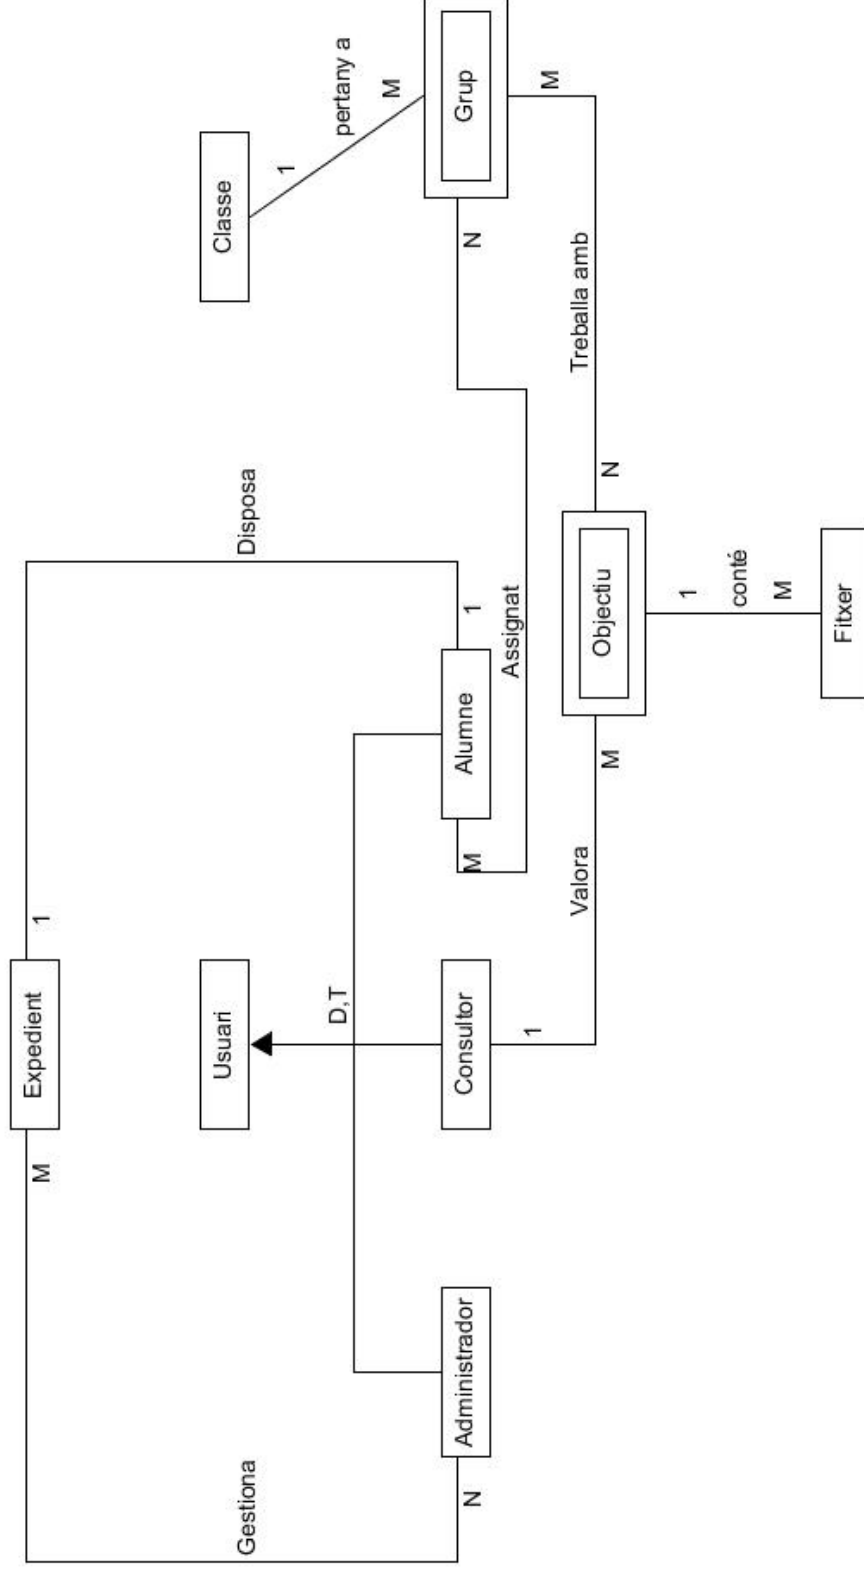 Expedient
M
1
Usuari
Classe
Gestiona
Disposa
1
D,T
pertany a
M
Administrador
Consultor
Alumne
Grup
N
M
1
N
Assignat
1
M
Valora
Treballa amb
Objectiu
M
N
1
conté
M
Fitxer